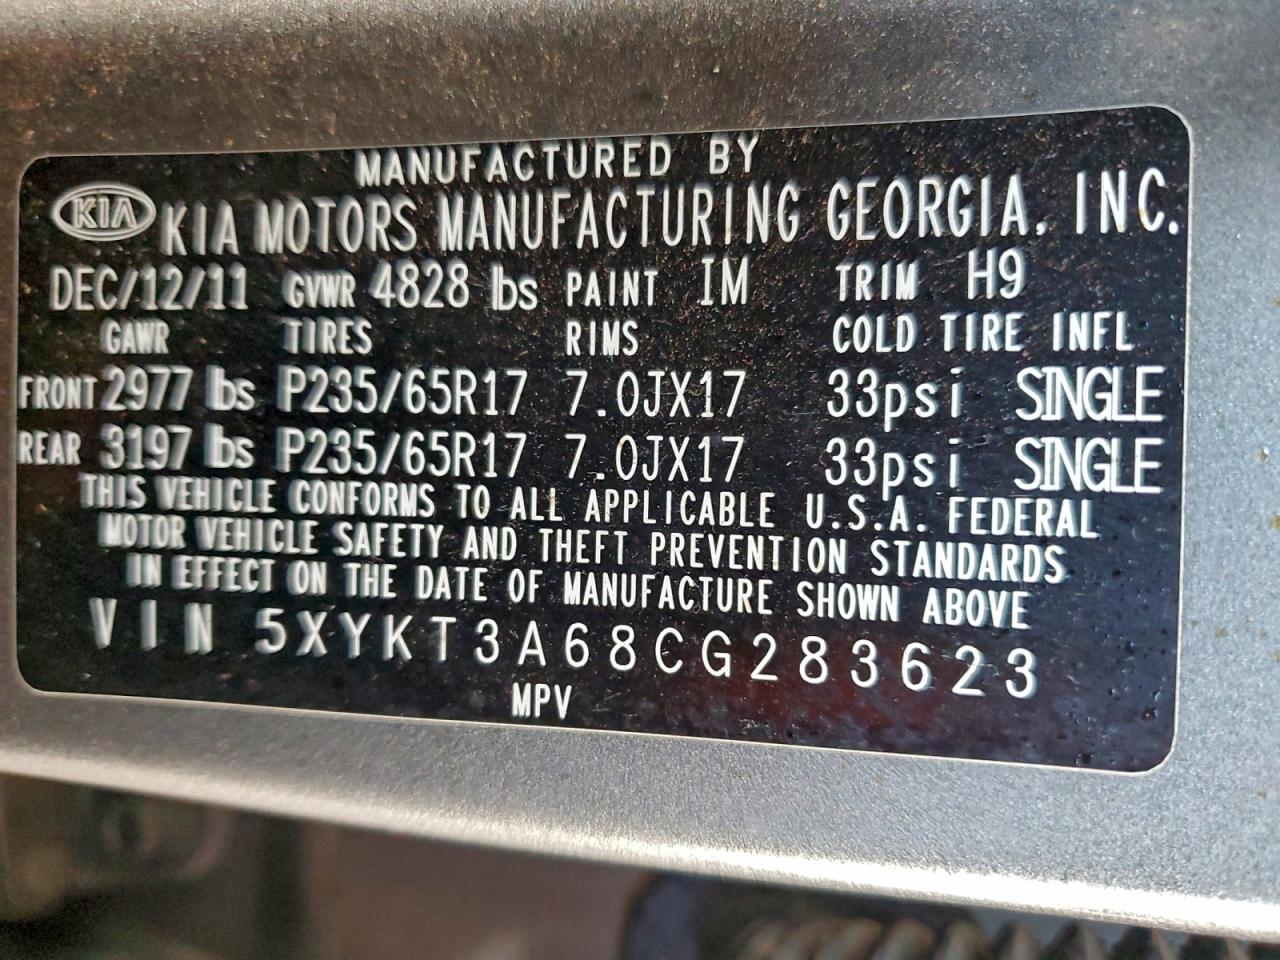 MANUFACTURED BY
KIA KIA MOTORS MANUFACTURING GEORGIA, INC.
DEC/12/11 GVWR 4828 lbs PAINT IM TRIM H9
GAWR TIRES RIMS COLD TIRE INFL
FRONT 2977 lbs P235/65R17 7.0JX17 33psi SINGLE
REAR 3197 lbs P235/65R17 7.0JX17 33psi SINGLE
THIS VEHICLE CONFORMS TO ALL APPLICABLE U.S.A. FEDERAL
MOTOR VEHICLE SAFETY AND THEFT PREVENTION STANDARDS
IN EFFECT ON THE DATE OF MANUFACTURE SHOWN ABOVE
VIN 5XYKT3A68CG283623
MPV